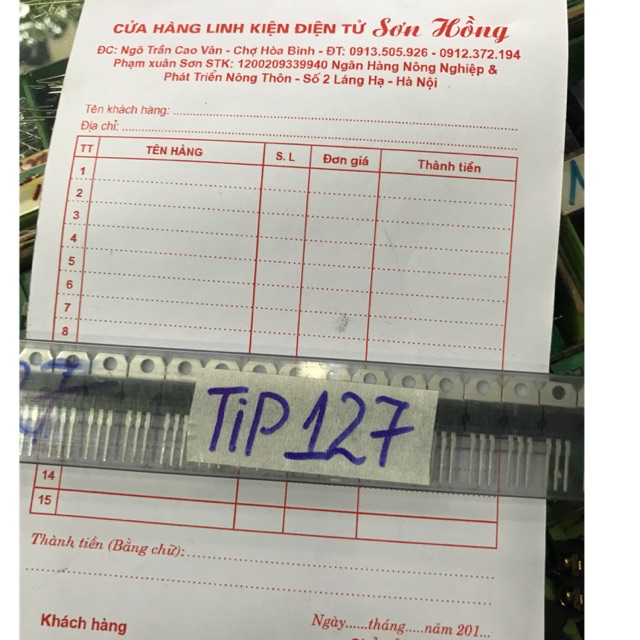 CỬA HÀNG LINH KIỆN ĐIỆN TỬ Sơn Hồng
ĐC: Ngõ Trần Cao Vân - Chợ Hòa Bình - ĐT: 0913.505.926 - 0912.372.194
Phạm xuân Sơn STK: 1200209339940 Ngân Hàng Nông Nghiệp &
Phát Triển Nông Thôn - Số 2 Láng Hạ - Hà Nội
Tên khách hàng:
Địa chỉ:
TT TÊN HÀNG S. L Đơn giá Thành tiền
1
2
3
4
5
6
7
8
TiP127
14
15
Thành tiền (Bằng chữ):
Khách hàng
Ngày......tháng.....năm 201..